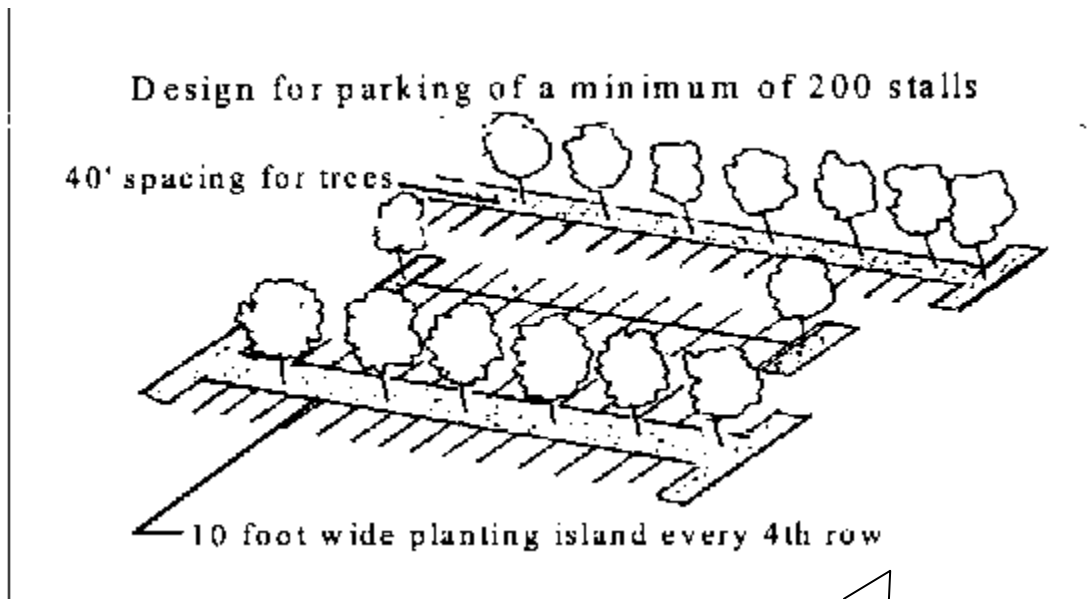 Design for parking of a minimum of 200 stalls
40' spacing for trees
10 foot wide planting island every 4th row